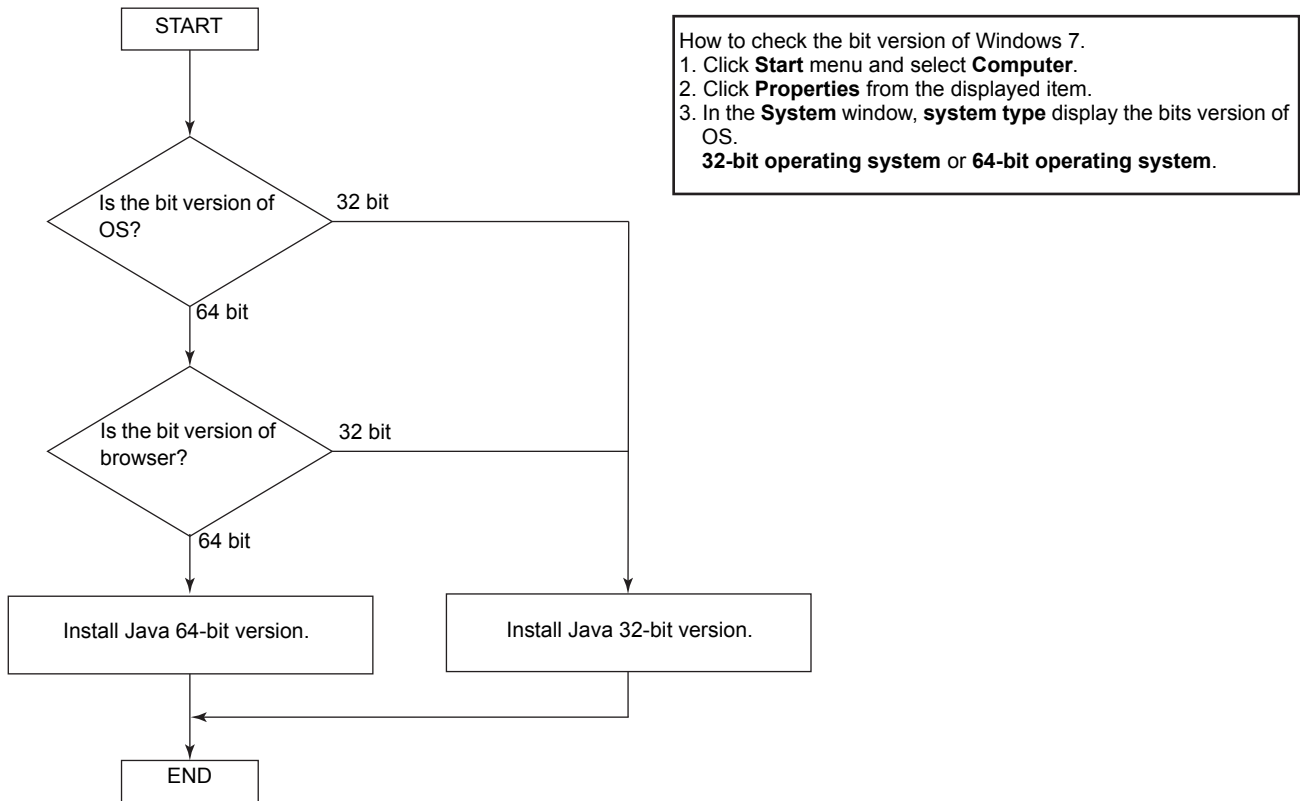 START
How to check the bit version of Windows 7.
1. Click Start menu and select Computer.
2. Click Properties from the displayed item.
3. In the System window, system type display the bits version of
OS.
32-bit operating system or 64-bit operating system.
Is the bit version of
OS?
32 bit
64 bit
Is the bit version of
browser?
32 bit
64 bit
Install Java 64-bit version.
Install Java 32-bit version.
END